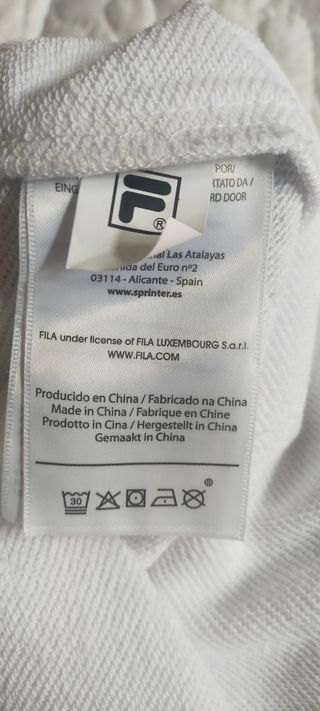 EING
POR/
TATO DA /
RD DOOR
F
®
al Las Atalayas
nida del Euro nº2
03114 - Alicante - Spain
www.sprinter.es
FILA under license of FILA LUXEMBOURG S.a.r.l.
WWW.FILA.COM
Producido en China / Fabricado na China
Made in China / Fabrique en Chine
Prodotto in Cina / Hergestellt in China
Gemaakt in China
30
®